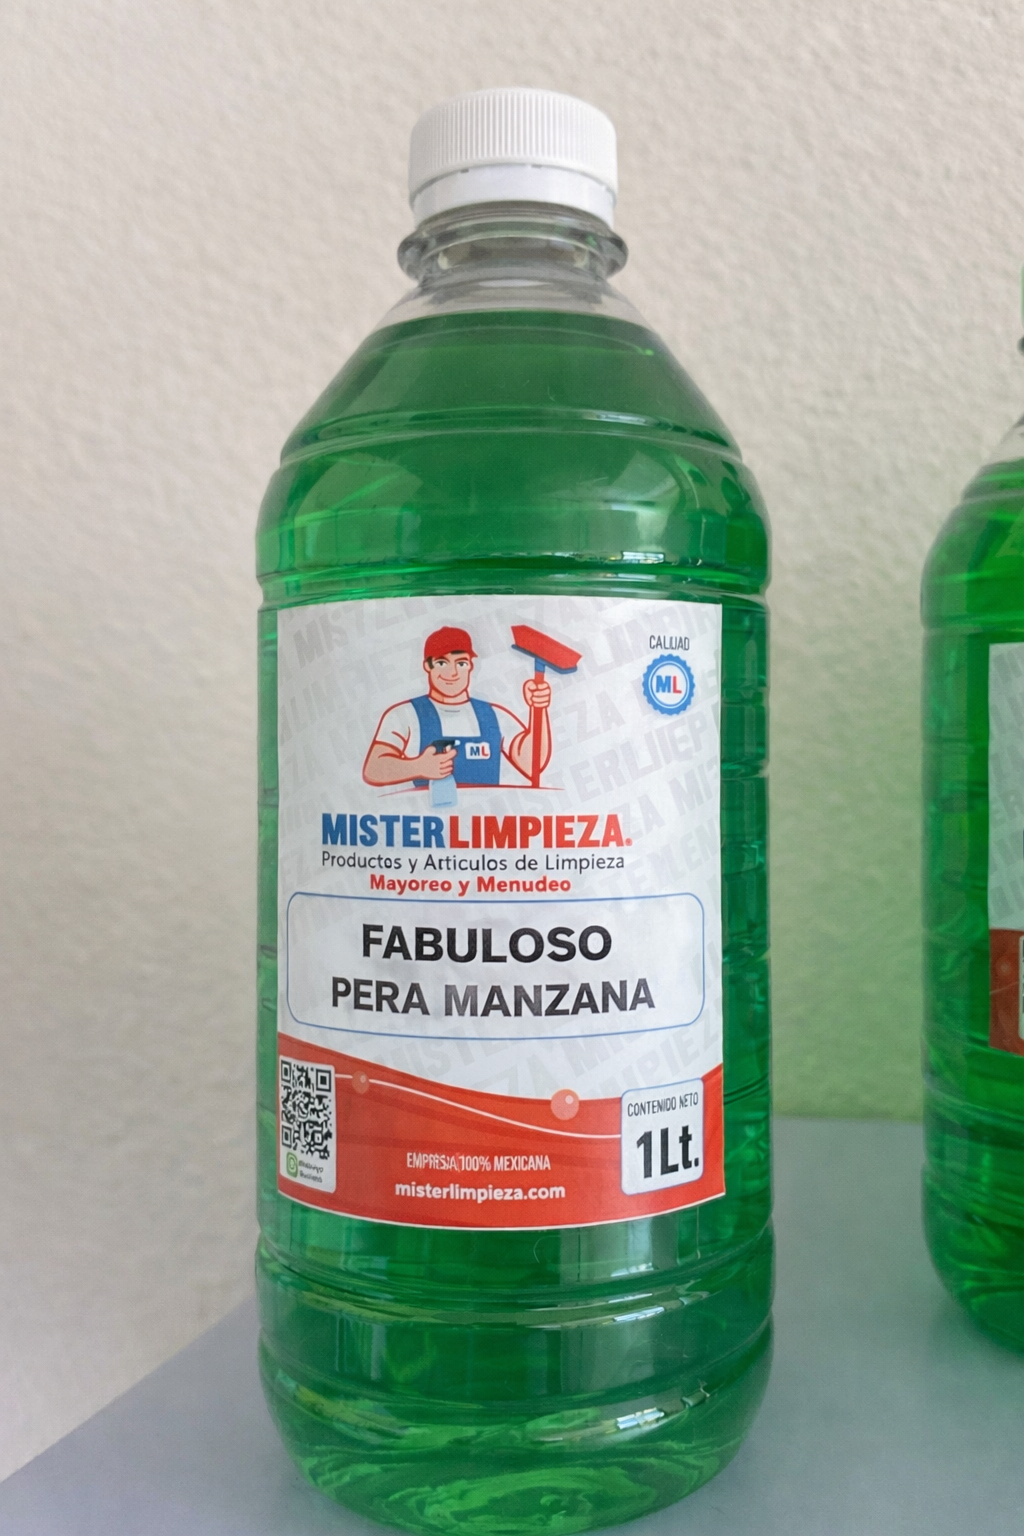 CALIDAD
ML
ML
MISTERLIMPIEZA.
Productos y Articulos de Limpieza
Mayoreo y Menudeo
FABULOSO
PERA MANZANA
CONTENIDO NETO
1Lt.
EMPRESA 100% MEXICANA
misterlimpieza.com